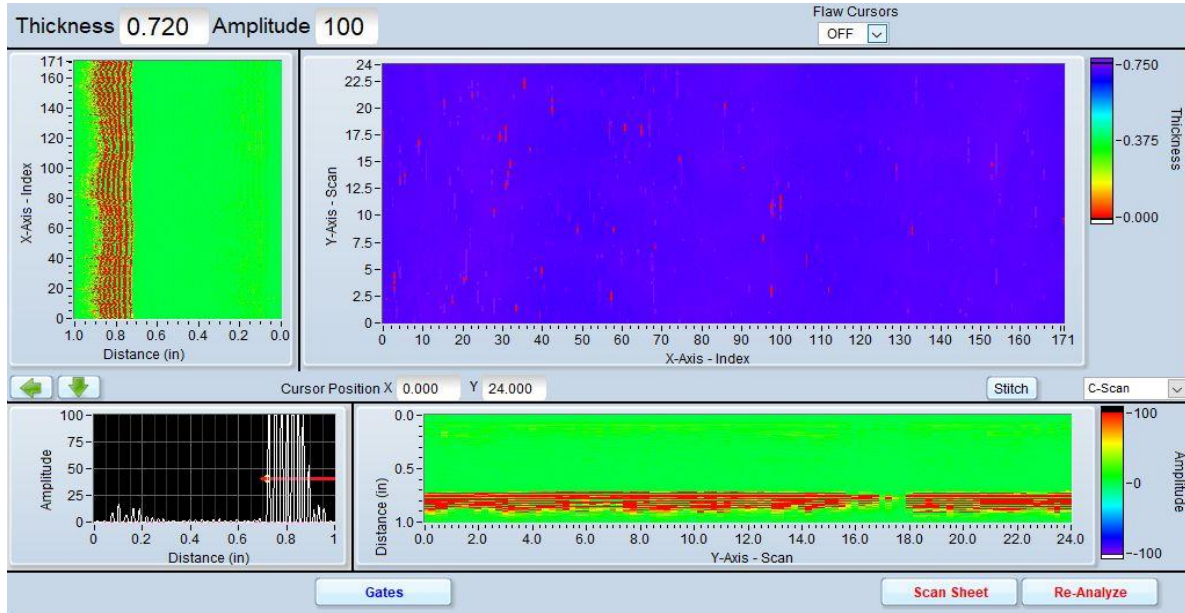 Thickness 0.720 Amplitude 100
Flaw Cursors
OFF
171
160
140
120
100
80
60
40
20
0
X-Axis - Index
1.0 0.8 0.6 0.4 0.2 0.0
Distance (in)
24
22.5
20
17.5
15
12.5
10
7.5
5
2.5
0
Y-Axis - Scan
0 10 20 30 40 50 60 70 80 90 100 110 120 130 140 150 160 171
X-Axis - Index
0.750
0.375
0.000
Thickness
Cursor Position X 0.000 Y 24.000
Stitch
C-Scan
100
75
50
25
0
Amplitude
0 0.2 0.4 0.6 0.8 1
Distance (in)
0.0
0.5
1.0
Distance (in)
0.0 2.0 4.0 6.0 8.0 10.0 12.0 14.0 16.0 18.0 20.0 22.0 24.0
Y-Axis - Scan
100
0
-100
Amplitude
Gates
Scan Sheet
Re-Analyze